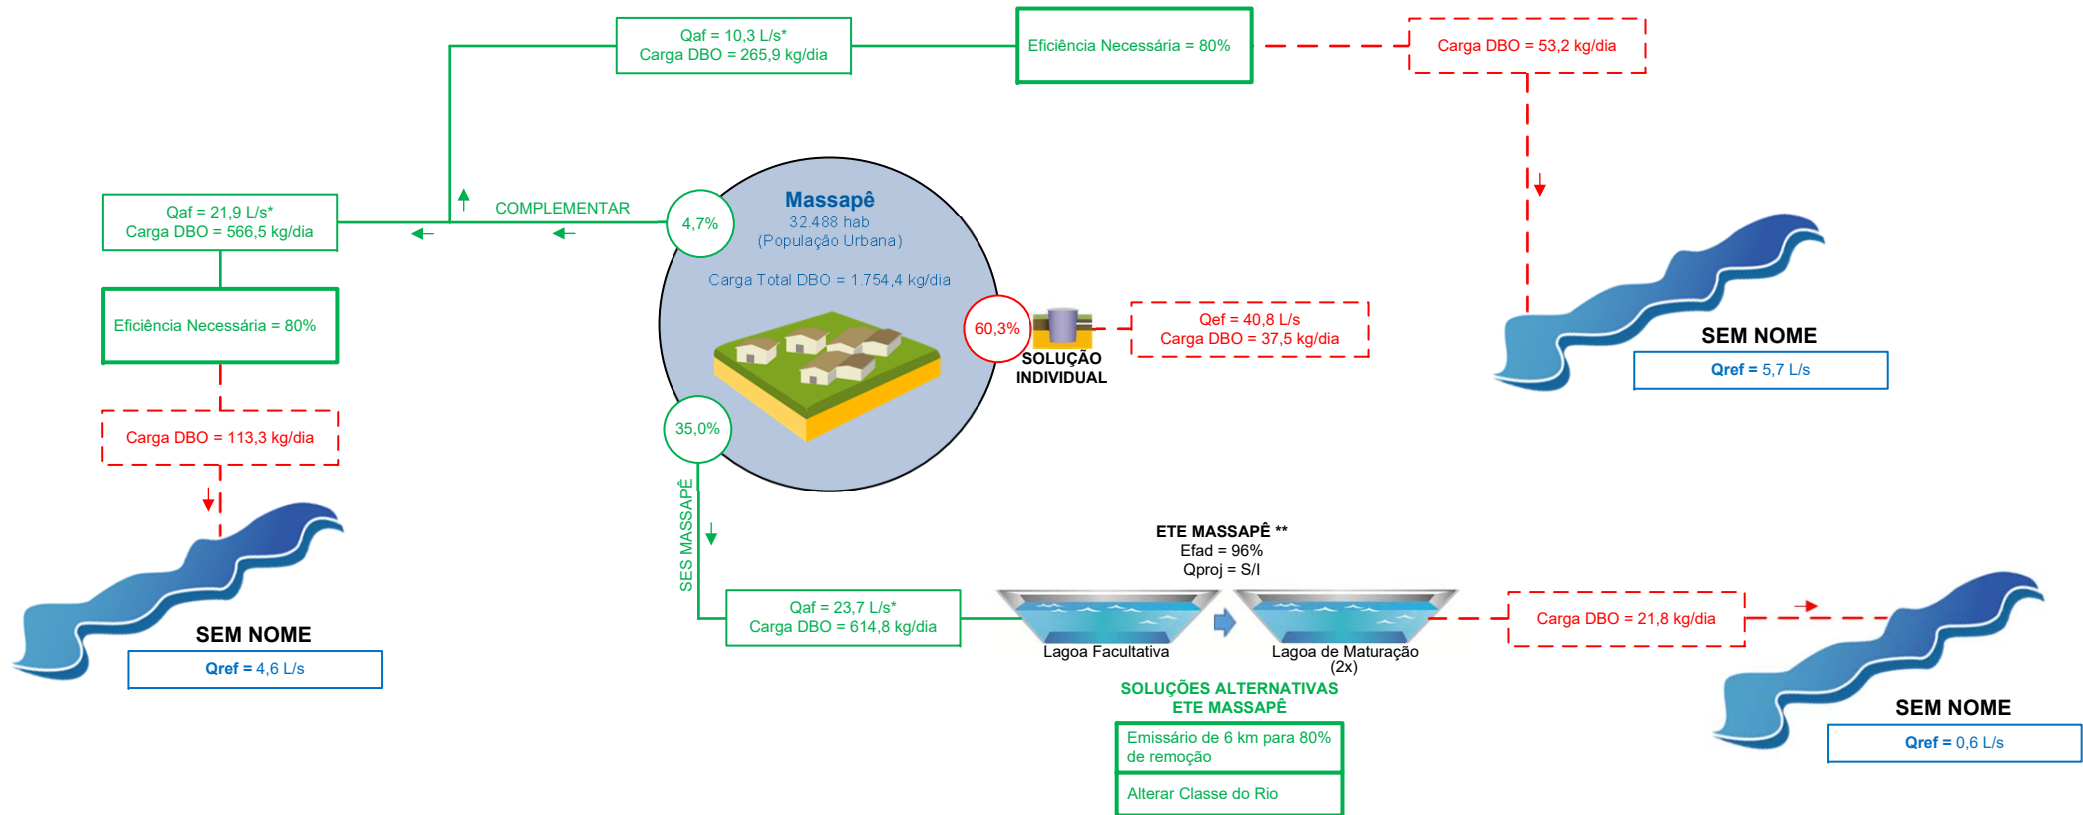 Qaf = 10,3 L/s*
Carga DBO = 265,9 kg/dia
Eficiência Necessária = 80%
Carga DBO = 53,2 kg/dia
Qaf = 21,9 L/s*
Carga DBO = 566,5 kg/dia
COMPLEMENTAR
4,7%
Massapê
32.488 hab
(População Urbana)
Carga Total DBO = 1.754,4 kg/dia
Eficiência Necessária = 80%
60,3%
SOLUÇÃO
INDIVIDUAL
Qef = 40,8 L/s
Carga DBO = 37,5 kg/dia
SEM NOME
Qref = 5,7 L/s
Carga DBO = 113,3 kg/dia
35,0%
SES MASSAPÊ
SEM NOME
Qref = 4,6 L/s
ETE MASSAPÊ **
Efad = 96%
Qproj = S/I
Qaf = 23,7 L/s*
Carga DBO = 614,8 kg/dia
Lagoa Facultativa
Lagoa de Maturação
(2x)
Carga DBO = 21,8 kg/dia
SEM NOME
Qref = 0,6 L/s
SOLUÇÕES ALTERNATIVAS
ETE MASSAPÊ
Emissário de 6 km para 80%
de remoção
Alterar Classe do Rio